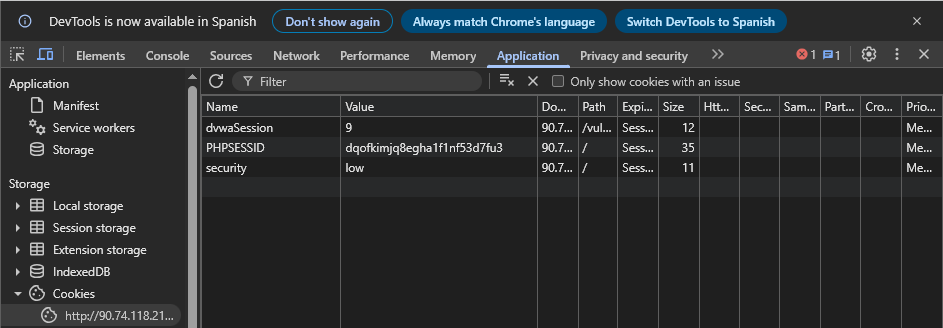 DevTools is now available in Spanish Don't show again Always match Chrome's language Switch DevTools to Spanish
Elements Console Sources Network Performance Memory Application Privacy and security 1 1
Application
Manifest
Service workers
Storage
Storage
Local storage
Session storage
Extension storage
IndexedDB
Cookies
http://90.74.118.21...
Filter Only show cookies with an issue
Name Value Do... Path Expi... Size Htt... Sec... Sam... Part... Cro... Prio...
dvwaSession 9 90.7... /vul... Sess... 12 Me...
PHPSESSID dqofkimjq8egha1f1nf53d7fu3 90.7... / Sess... 35 Me...
security low 90.7... / Sess... 11 Me...